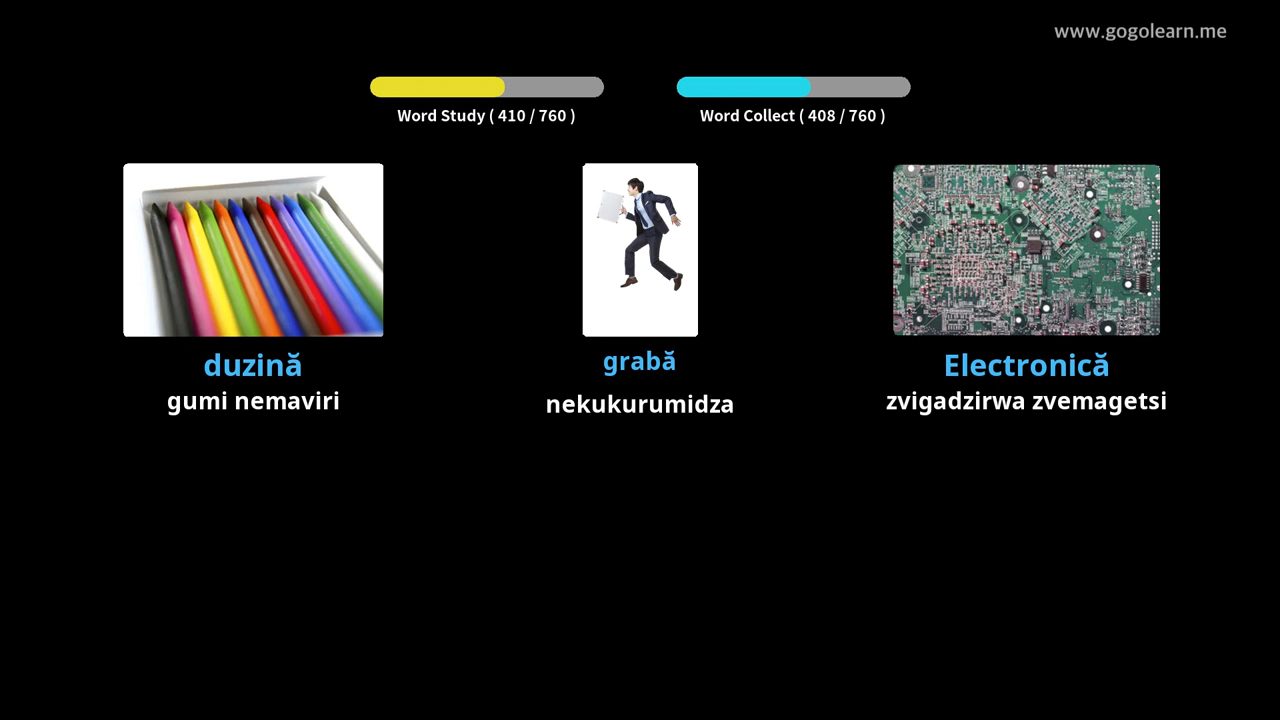 www.gogolearn.me
Word Study ( 410 / 760 )
Word Collect ( 408 / 760 )
duzină
gumi nemaviri
grabă
nekukurumidza
Electronică
zvigadzirwa zvemagetsi